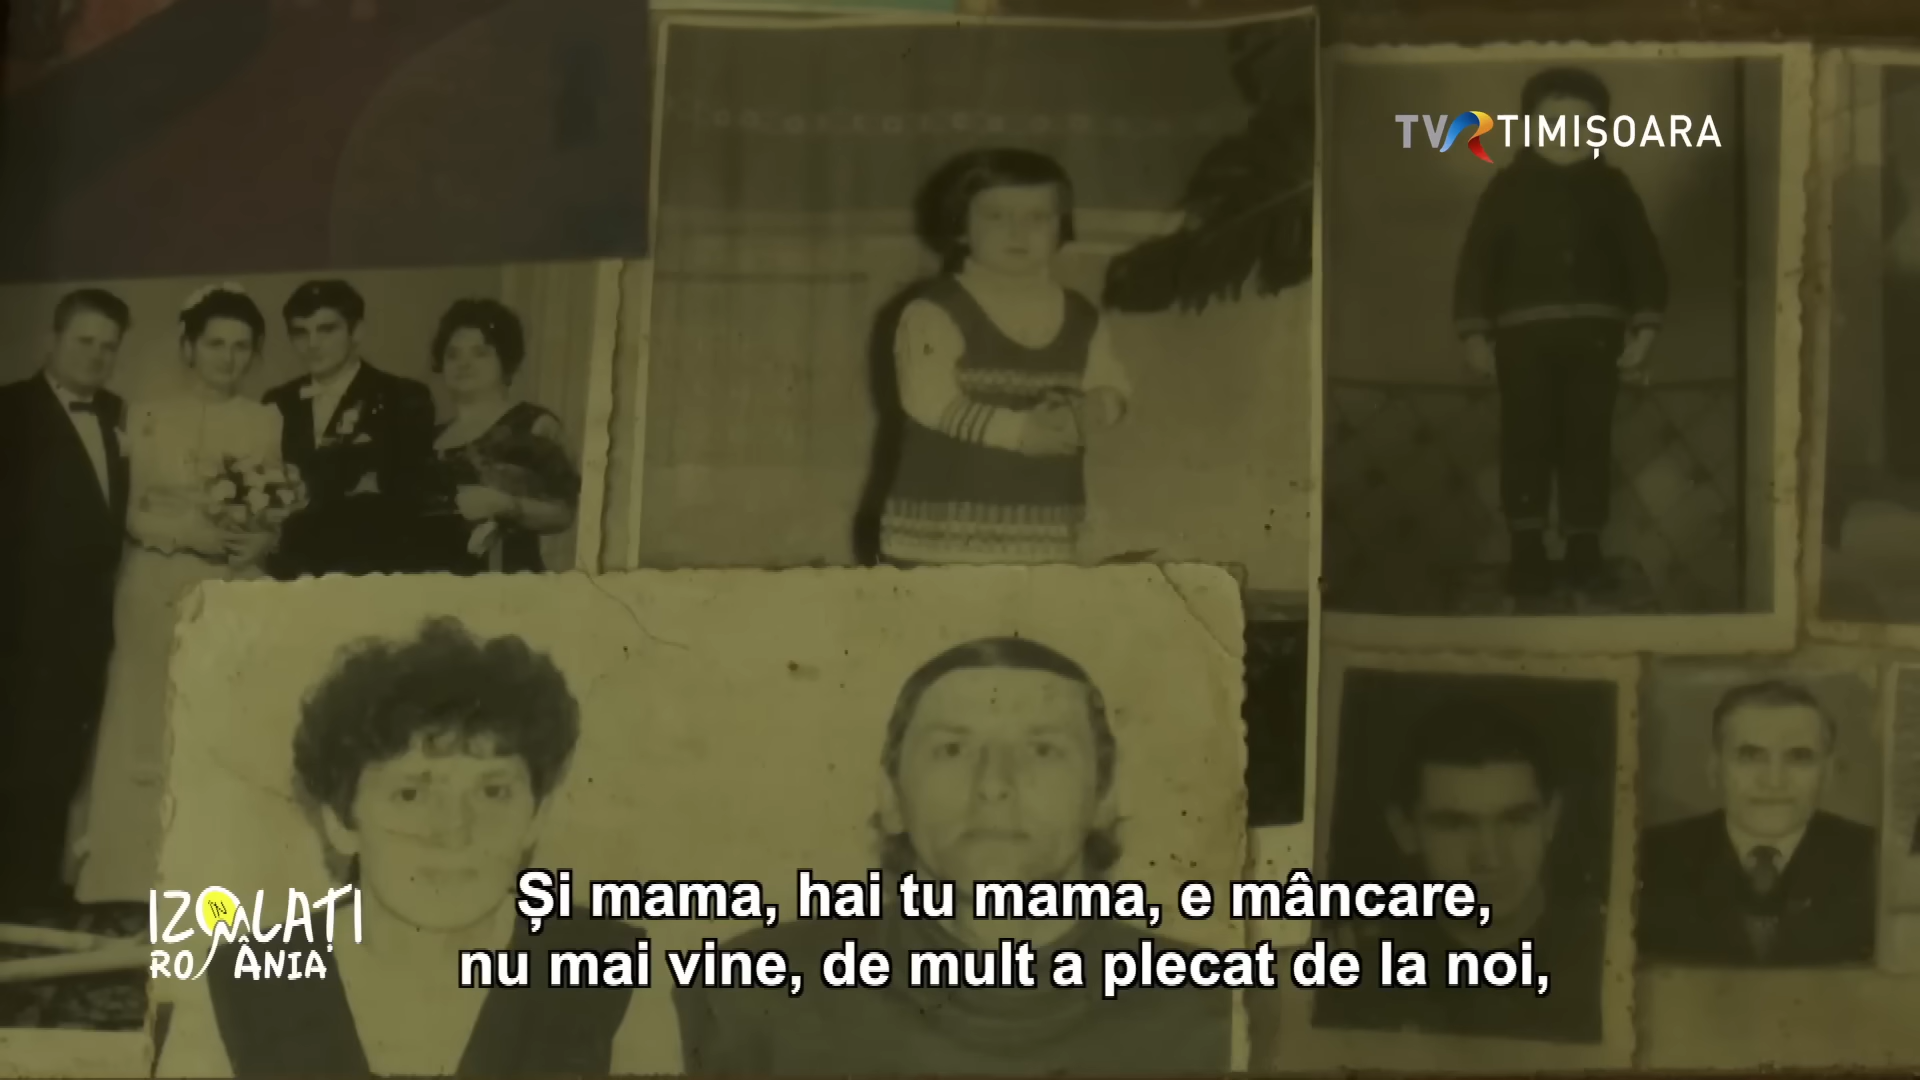 TVR TIMIȘOARA
IZOLAȚI
ÎN
ROMÂNIA
Și mama, hai tu mama, e mâncare,
nu mai vine, de mult a plecat de la noi,